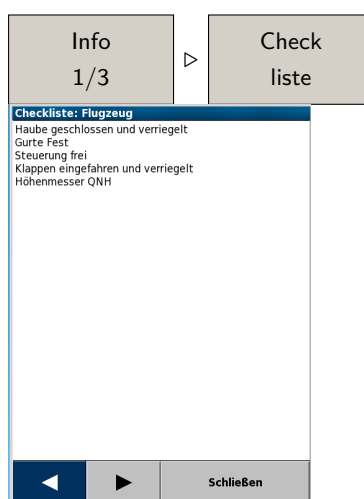 Info
1/3
▷
Check
liste
Checkliste: Flugzeug
Haube geschlossen und verriegelt
Gurte Fest
Steuerung frei
Klappen eingefahren und verriegelt
Höhenmesser QNH
◀ ▶ Schließen